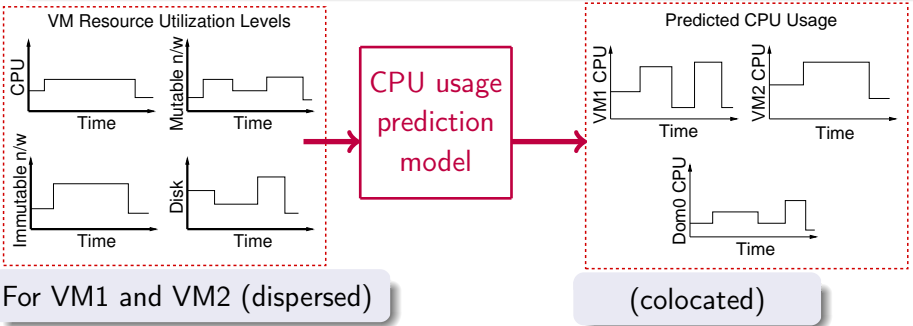 VM Resource Utilization Levels
CPU
Time
Mutable n/w
Time
Immutable n/w
Time
Disk
Time
CPU usage
prediction
model
Predicted CPU Usage
VM1 CPU
Time
VM2 CPU
Time
Dom0 CPU
Time
For VM1 and VM2 (dispersed)
(colocated)